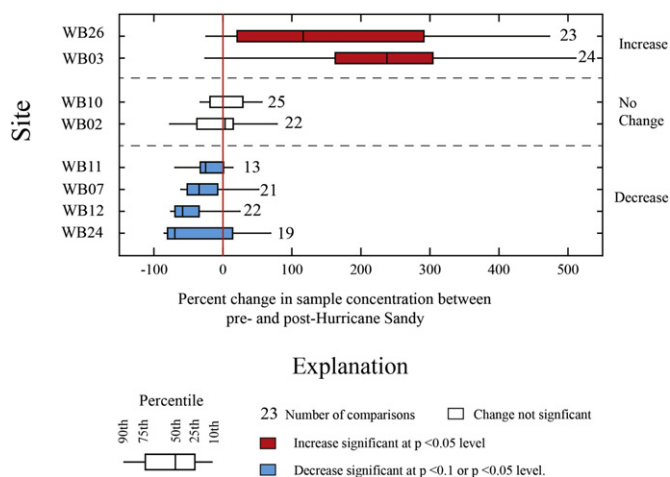 Site
WB26
23
WB03
24
Increase
WB10
25
WB02
22
No
Change
WB11
13
WB07
21
WB12
22
WB24
19
Decrease
-100 0 100 200 300 400 500
Percent change in sample concentration between
pre- and post-Hurricane Sandy
Explanation
Percentile
90th
75th
50th
25th
10th
23 Number of comparisons
Change not signficant
Increase significant at p <0.05 level
Decrease significant at p <0.1 or p <0.05 level.